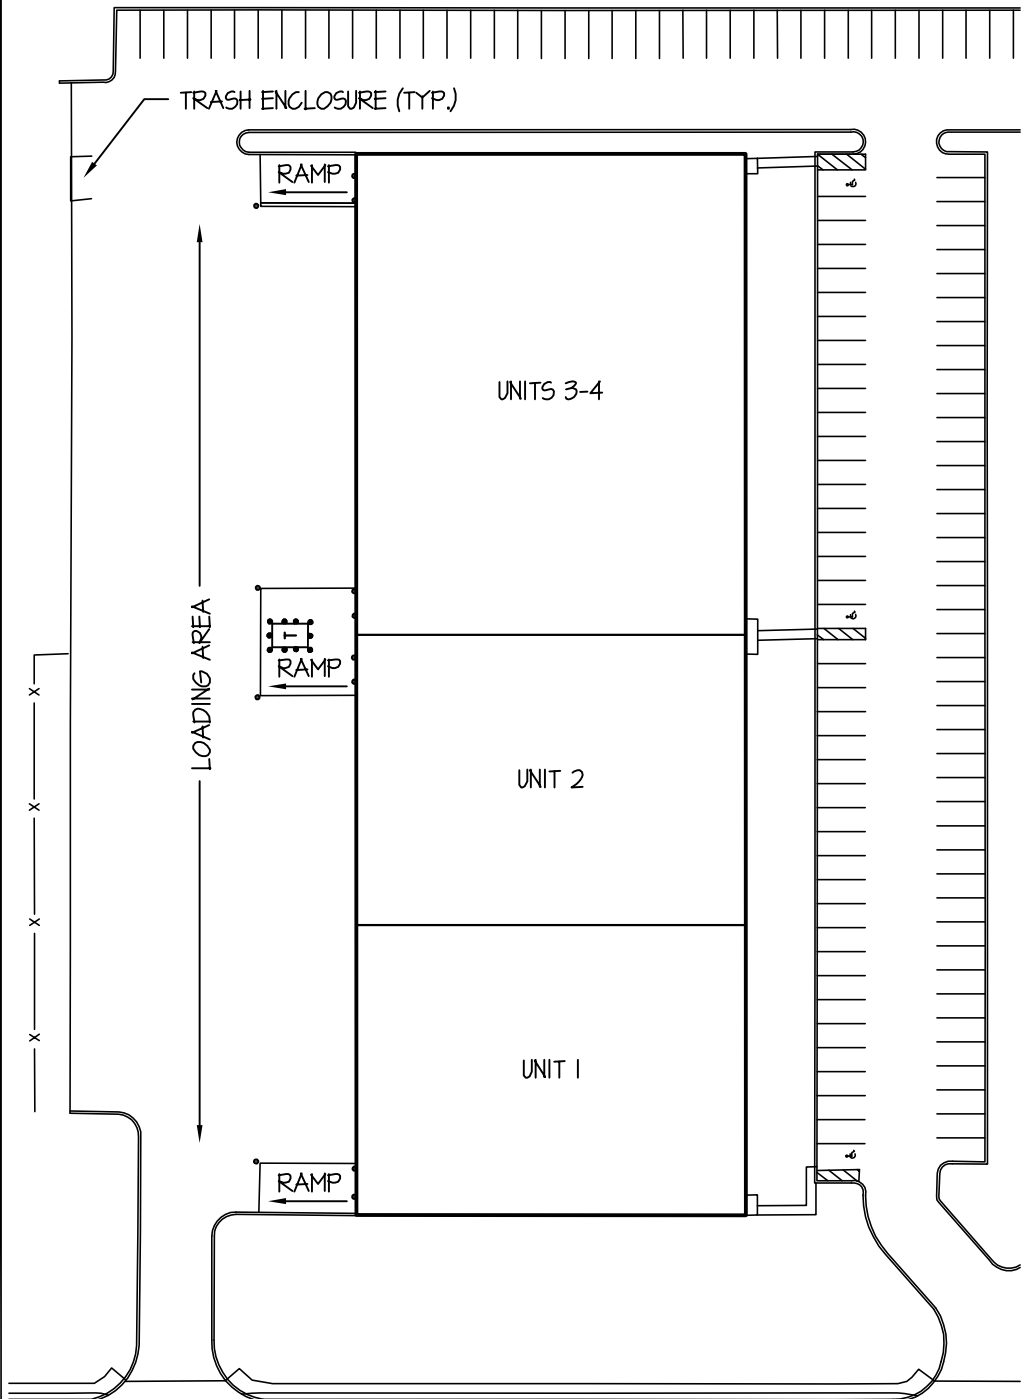 TRASH ENCLOSURE (TYP.)
RAMP
UNITS 3-4
LOADING AREA
T
RAMP
x
x
UNIT 2
x
x
UNIT 1
RAMP